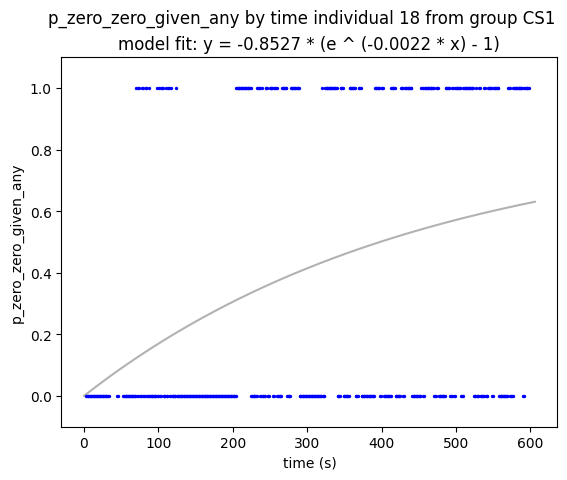 p_zero_zero_given_any by time individual 18 from group CS1
model fit: y = -0.8527 * (e ^ (-0.0022 * x) - 1)
p_zero_zero_given_any
1.0
0.8
0.6
0.4
0.2
0.0
0 100 200 300 400 500 600
time (s)